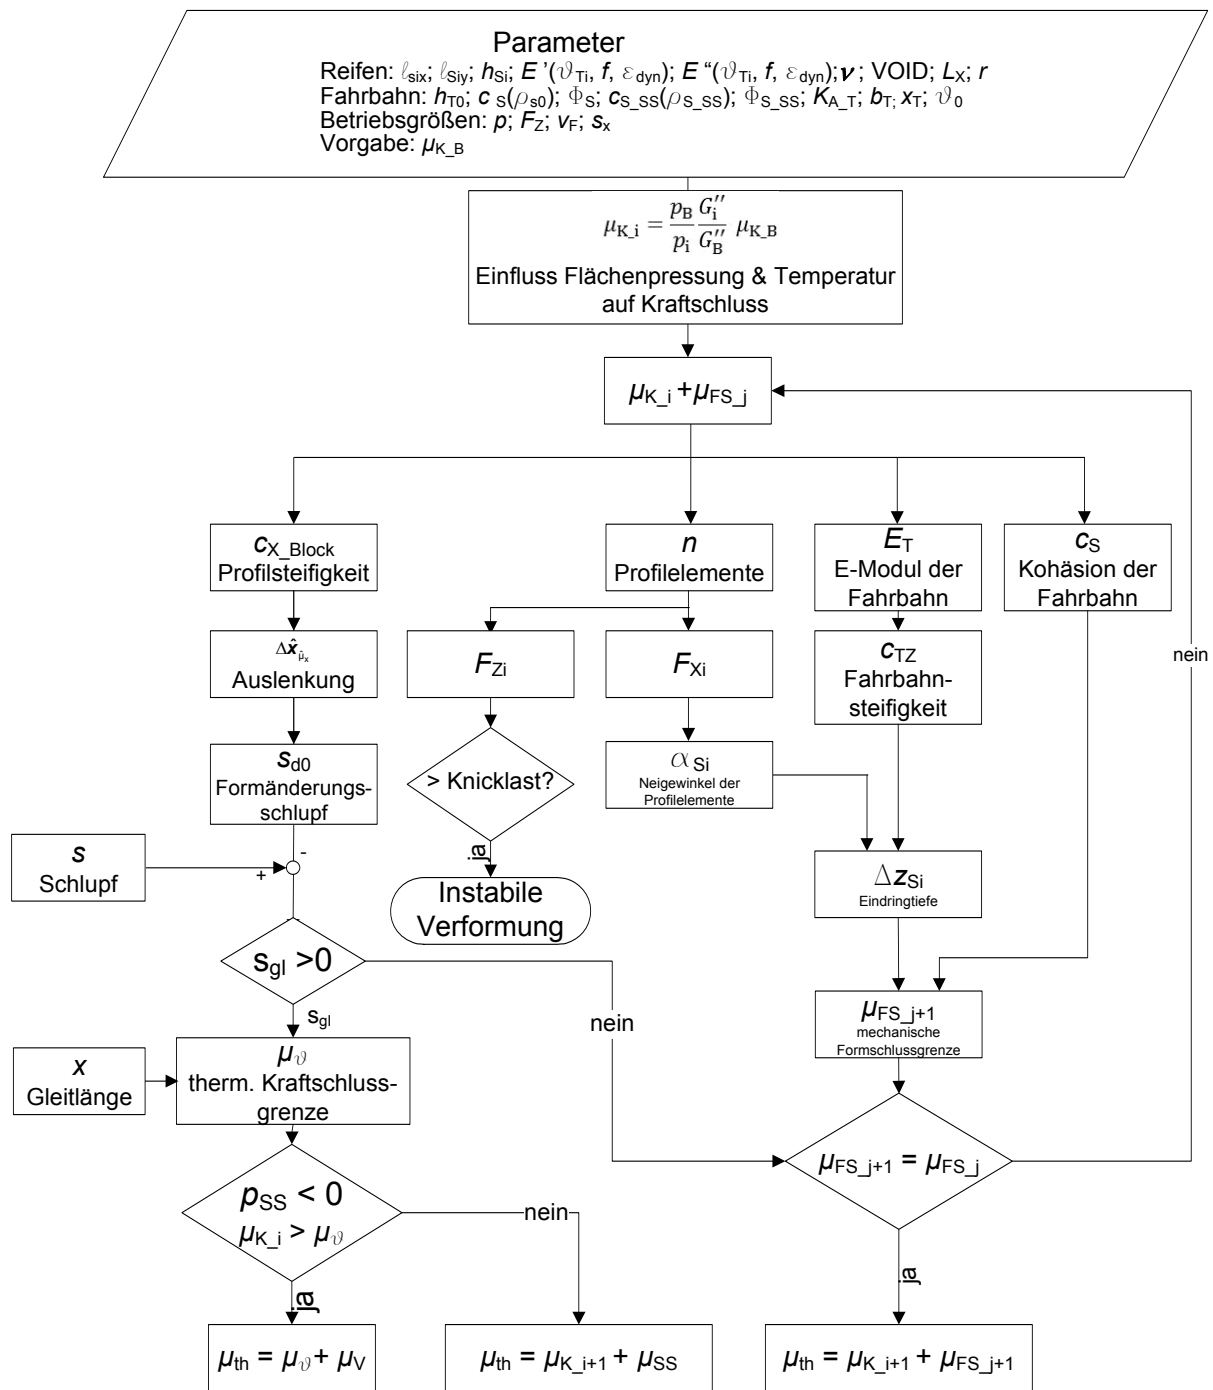 Parameter
Reifen: ℓsix; ℓSiy; hSi; E '(ϑTi, f, εdyn); E “(ϑTi, f, εdyn);ν; VOID; LX; r
Fahrbahn: hT0; c S(ρs0); ΦS; cS_SS(ρS_SS); ΦS_SS; KA_T; bT; xT; ϑ0
Betriebsgrößen: p; FZ; vF; sx
Vorgabe: μK_B
μK_i = pB/pi G''i/G''B μK_B
Einfluss Flächenpressung & Temperatur
auf Kraftschluss
μK_i +μFS_j
cX_Block
Profilsteifigkeit
n
Profilelemente
ET
E-Modul der
Fahrbahn
cS
Kohäsion der
Fahrbahn
Δx̂μ̂x
Auslenkung
FZi
FXi
cTZ
Fahrbahn-
steifigkeit
nein
sd0
Formänderungs-
schlupf
> Knicklast?
αSi
Neigewinkel der
Profilelemente
s
Schlupf
+
-
ja
Instabile
Verformung
ΔzSi
Eindringtiefe
sgl >0
sgl
nein
μFS_j+1
mechanische
Formschlussgrenze
x
Gleitlänge
μϑ
therm. Kraftschluss-
grenze
μFS_j+1 = μFS_j
pSS < 0
μK_i > μϑ
nein
ja
ja
μth = μϑ + μV
μth = μK_i+1 + μSS
μth = μK_i+1 + μFS_j+1